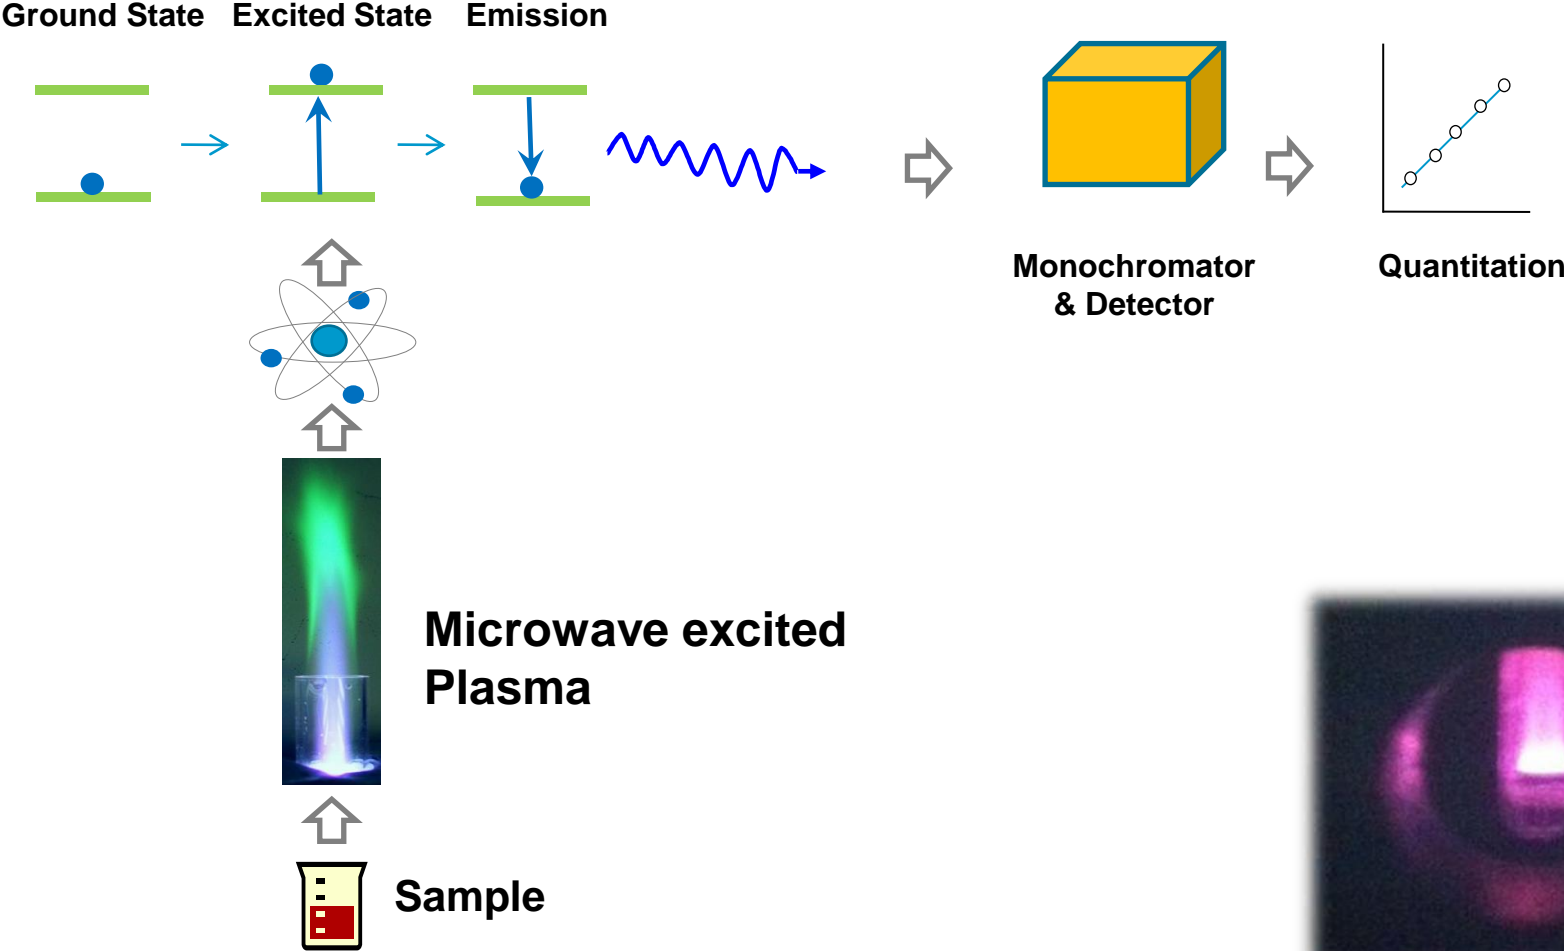 Ground State
Excited State
Emission
Monochromator
& Detector
Quantitation
Microwave excited
Plasma
Sample